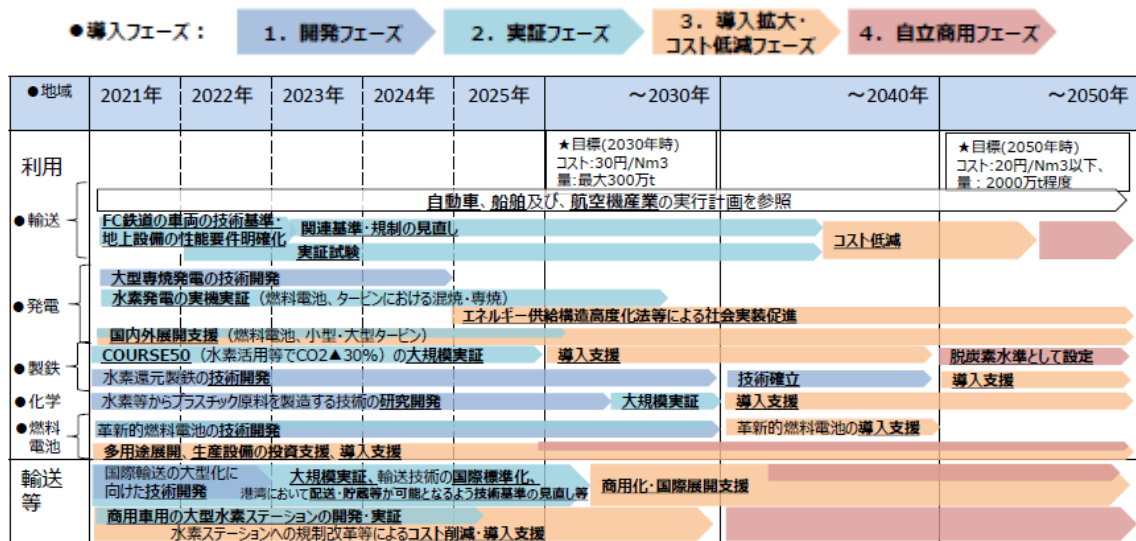 ●導入フェーズ：
1．開発フェーズ
2．実証フェーズ
3．導入拡大・
コスト低減フェーズ
4．自立商用フェーズ
●地域
2021年
2022年
2023年
2024年
2025年
～2030年
～2040年
～2050年
利用
★目標(2030年時)
コスト:30円/Nm3
量:最大300万t
★目標(2050年時)
コスト:20円/Nm3以下、
量：2000万t程度
●輸送
自動車、船舶及び、航空機産業の実行計画を参照
FC鉄道の車両の技術基準・
地上設備の性能要件明確化
関連基準・規制の見直し
実証試験
コスト低減
●発電
大型専焼発電の技術開発
水素発電の実機実証（燃料電池、タービンにおける混焼・専焼）
エネルギー供給構造高度化法等による社会実装促進
国内外展開支援（燃料電池、小型・大型タービン）
●製鉄
COURSE50（水素活用等でCO2▲30%）の大規模実証
導入支援
脱炭素水準として設定
水素還元製鉄の技術開発
技術確立
導入支援
●化学
水素等からプラスチック原料を製造する技術の研究開発
大規模実証
導入支援
●燃料
電池
革新的燃料電池の技術開発
革新的燃料電池の導入支援
多用途展開、生産設備の投資支援、導入支援
輸送
等
国際輸送の大型化に
向けた技術開発
大規模実証、輸送技術の国際標準化、
港湾において配送・貯蔵等が可能となるよう技術基準の見直し等
商用化・国際展開支援
商用車用の大型水素ステーションの開発・実証
水素ステーションへの規制改革等によるコスト削減・導入支援